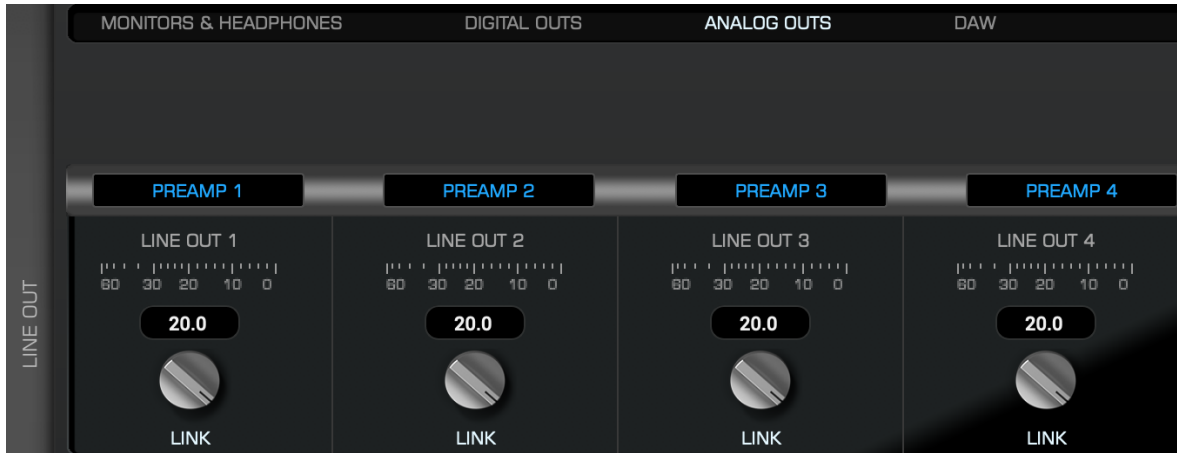 MONITORS & HEADPHONES DIGITAL OUTS ANALOG OUTS DAW
PREAMP 1 PREAMP 2 PREAMP 3 PREAMP 4
LINE OUT
LINE OUT 1 LINE OUT 2 LINE OUT 3 LINE OUT 4
60 30 20 10 0 60 30 20 10 0 60 30 20 10 0 60 30 20 10 0
20.0 20.0 20.0 20.0
LINK LINK LINK LINK